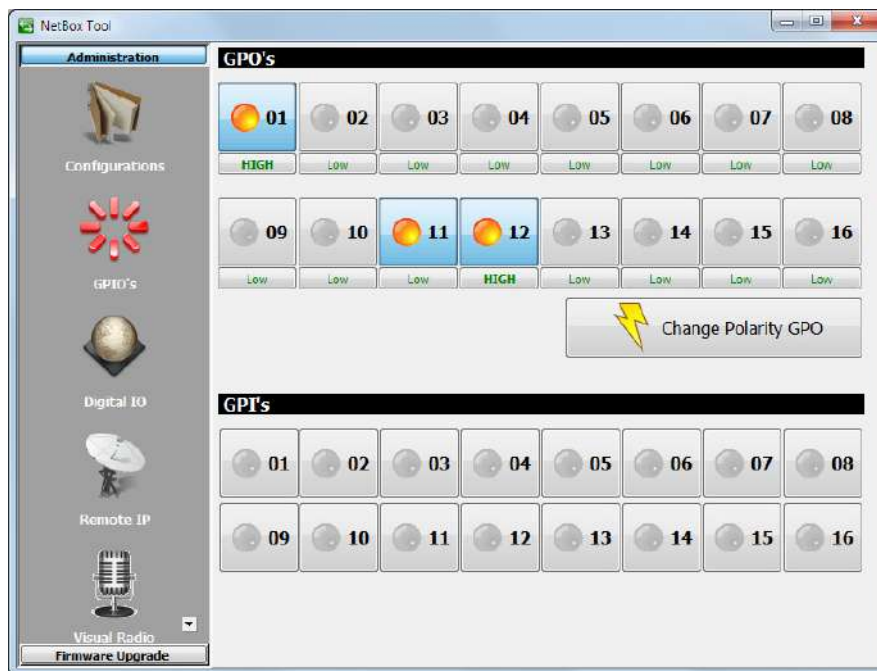 NetBox Tool
Administration
Configurations
GPIO's
Digital IO
Remote IP
Visual Radio
Firmware Upgrade
GPO's
01 02 03 04 05 06 07 08
HIGH Low Low Low Low Low Low Low
09 10 11 12 13 14 15 16
Low Low Low HIGH Low Low Low Low
Change Polarity GPO
GPI's
01 02 03 04 05 06 07 08
09 10 11 12 13 14 15 16